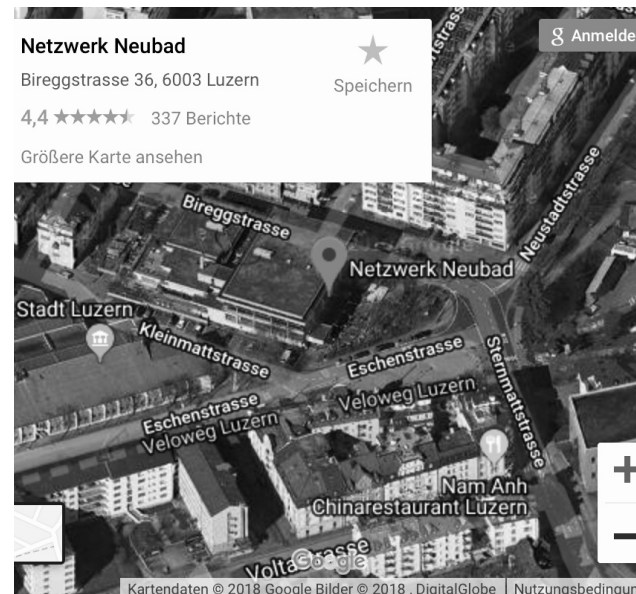 Netzwerk Neubad
Speichern
Bireggstrasse 36, 6003 Luzern
4,4
337 Berichte
Größere Karte ansehen
Anmelde
Bireggstrasse
Neustadtstrasse
Netzwerk Neubad
Stadt Luzern
Kleinmattstrasse
Eschenstrasse
Sternmattstrasse
Veloweg Luzern
Eschenstrasse
Veloweg Luzern
Nam Anh
Chinarestaurant Luzern
Voltastrasse
Google
Kartendaten © 2018 Google Bilder © 2018 , DigitalGlobe
Nutzungsbedingun